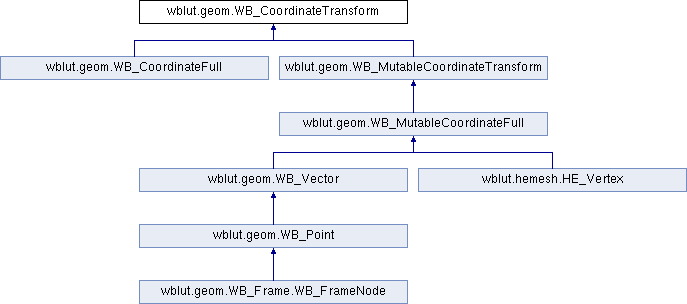 wblut.geom.WB_CoordinateTransform
wblut.geom.WB_CoordinateFull
wblut.geom.WB_MutableCoordinateTransform
wblut.geom.WB_MutableCoordinateFull
wblut.geom.WB_Vector
wblut.hemesh.HE_Vertex
wblut.geom.WB_Point
wblut.geom.WB_Frame.WB_FrameNode